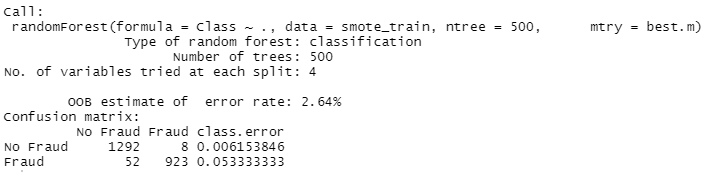 Call:
 randomForest(formula = Class ~ ., data = smote_train, ntree = 500,      mtry = best.m)
               Type of random forest: classification
                     Number of trees: 500
No. of variables tried at each split: 4

        OOB estimate of  error rate: 2.64%
Confusion matrix:
         No Fraud Fraud class.error
No Fraud     1292     8 0.006153846
Fraud          52   923 0.053333333